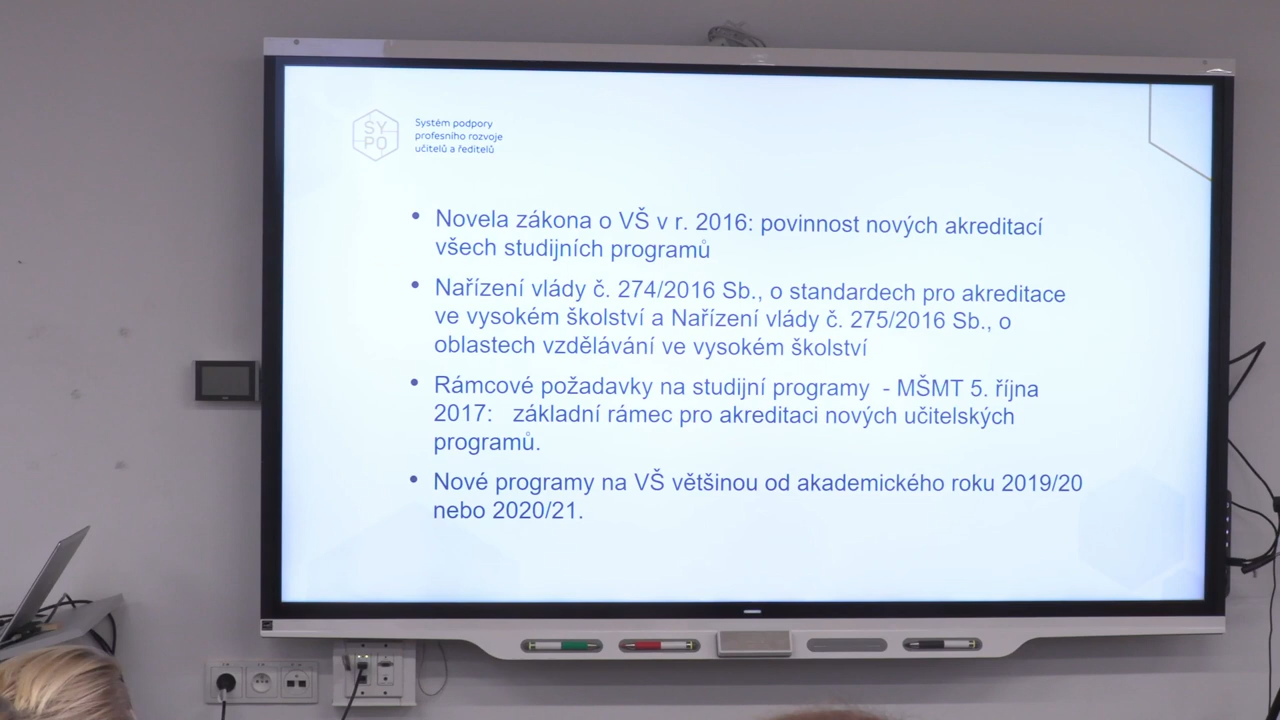 SY
PO
Systém podpory
profesního rozvoje
učitelů a ředitelů
• Novela zákona o VŠ v r. 2016: povinnost nových akreditací
všech studijních programů
• Nařízení vlády č. 274/2016 Sb., o standardech pro akreditace
ve vysokém školství a Nařízení vlády č. 275/2016 Sb., o
oblastech vzdělávání ve vysokém školství
• Rámcové požadavky na studijní programy - MŠMT 5. října
2017: základní rámec pro akreditaci nových učitelských
programů.
• Nové programy na VŠ většinou od akademického roku 2019/20
nebo 2020/21.